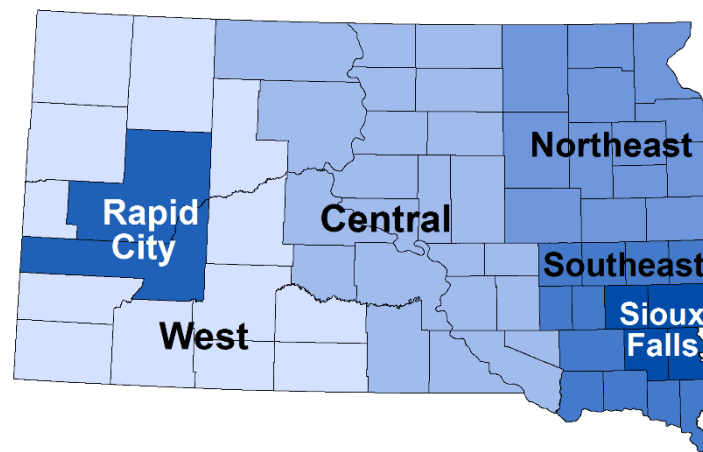 Northeast
Rapid
City
Central
Southeast
Sioux
Falls
West